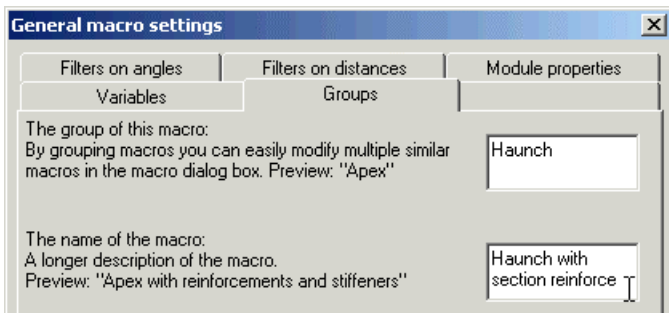 General macro settings
Filters on angles
Filters on distances
Module properties
Variables
Groups
The group of this macro:
By grouping macros you can easily modify multiple similar
macros in the macro dialog box. Preview: "Apex"
Haunch
The name of the macro:
A longer description of the macro.
Preview: "Apex with reinforcements and stiffeners"
Haunch with
section reinforce